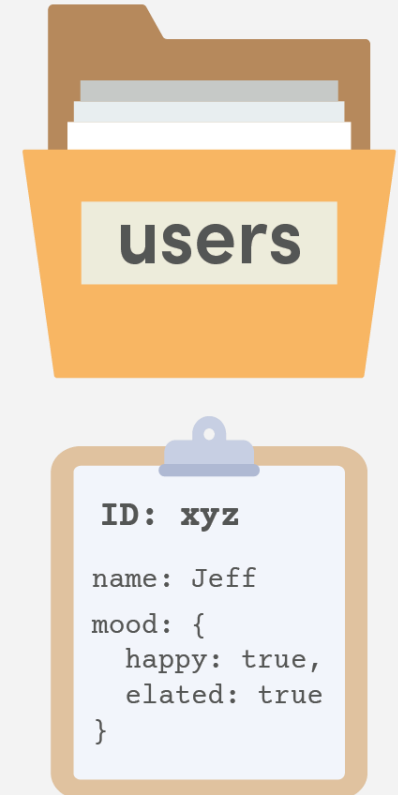 users
ID: xyz
name: Jeff
mood: {
  happy: true,
  elated: true
}